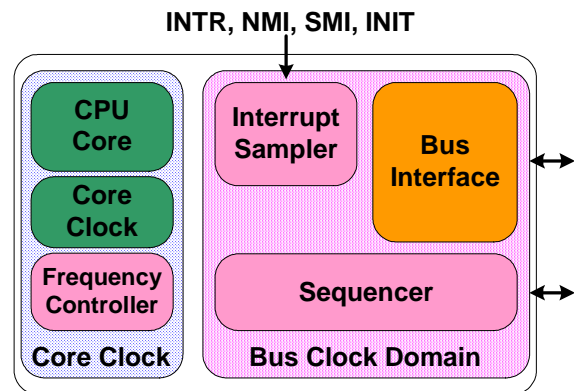 INTR, NMI, SMI, INIT
CPU
Core
Core
Clock
Frequency
Controller
Core Clock
Interrupt
Sampler
Bus
Interface
Sequencer
Bus Clock Domain